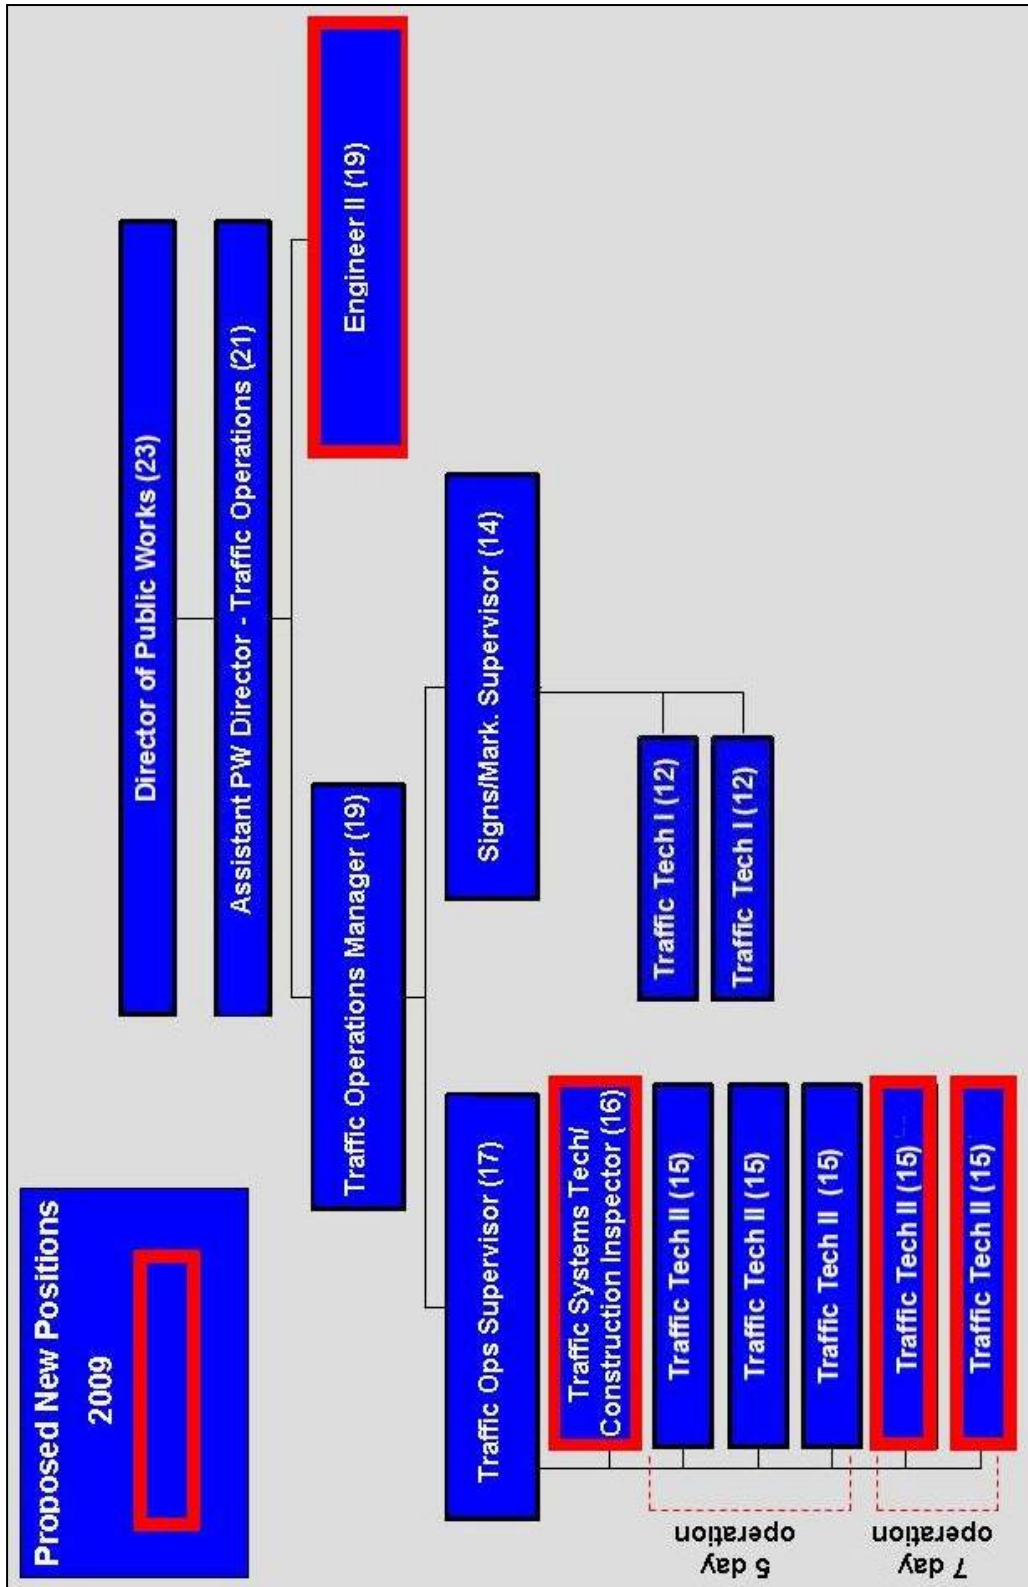 Proposed New Positions
2009
Director of Public Works (23)
Assistant PW Director - Traffic Operations (21)
Traffic Operations Manager (19)
Engineer II (19)
Traffic Ops Supervisor (17)
Signs/Mark. Supervisor (14)
Traffic Systems Tech/
Construction Inspector (16)
Traffic Tech II (15)
Traffic Tech II (15)
Traffic Tech II (15)
Traffic Tech II (15)
Traffic Tech II (15)
Traffic Tech I (12)
Traffic Tech I (12)
5 day
operation
7 day
operation